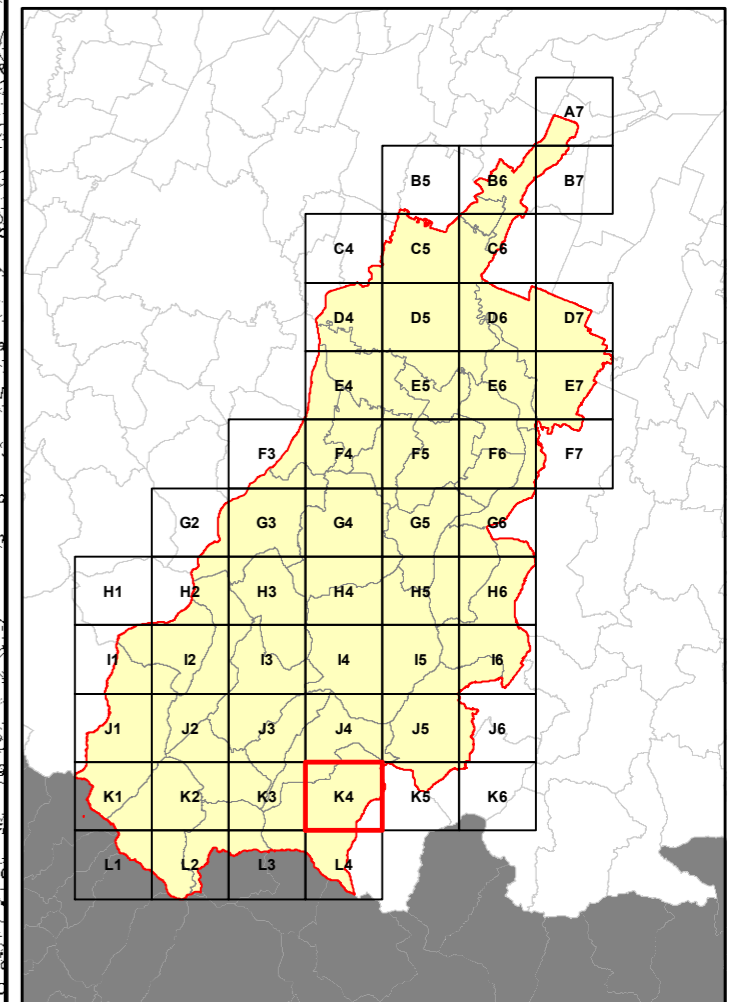 A7
B5 B6 B7
C4 C5 C6
D4 D5 D6 D7
E4 E5 E6 E7
F3 F4 F5 F6 F7
G2 G3 G4 G5 G6
H1 H2 H3 H4 H5 H6
I1 I2 I3 I4 I5 I6
J1 J2 J3 J4 J5 J6
K1 K2 K3 K4 K5 K6
L1 L2 L3 L4